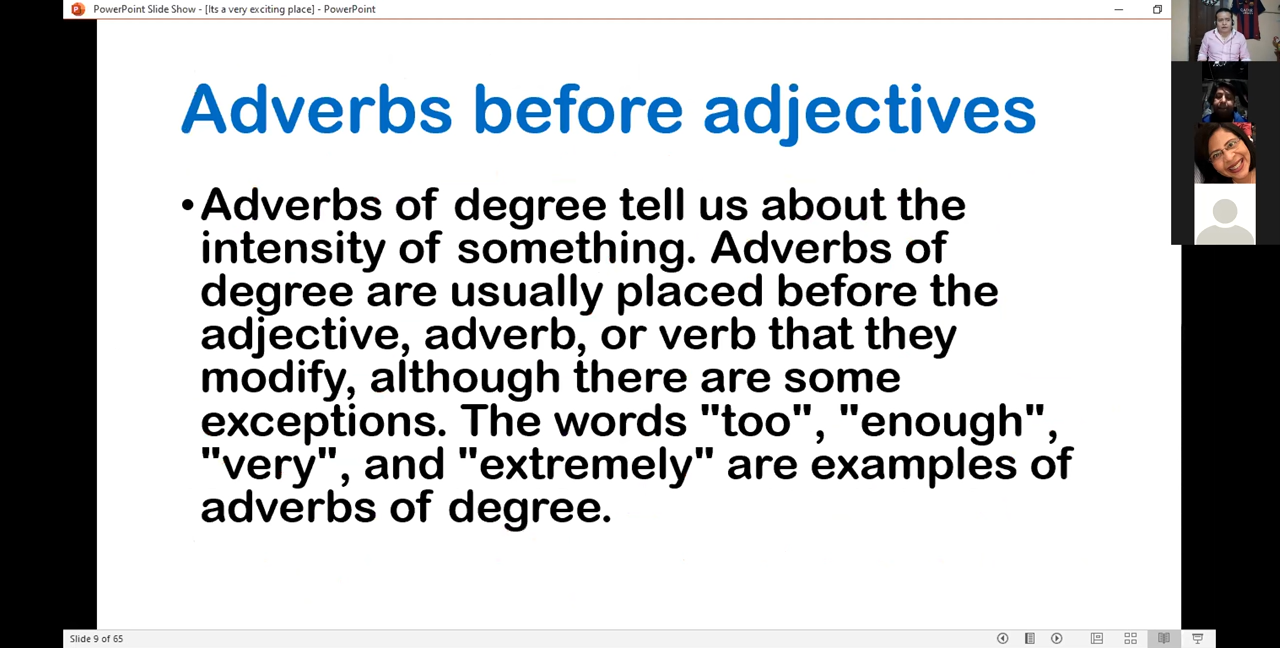 PowerPoint Slide Show - [Its a very exciting place] - PowerPoint
Adverbs before adjectives
•Adverbs of degree tell us about the
intensity of something. Adverbs of
degree are usually placed before the
adjective, adverb, or verb that they
modify, although there are some
exceptions. The words "too", "enough",
"very", and "extremely" are examples of
adverbs of degree.
Slide 9 of 65